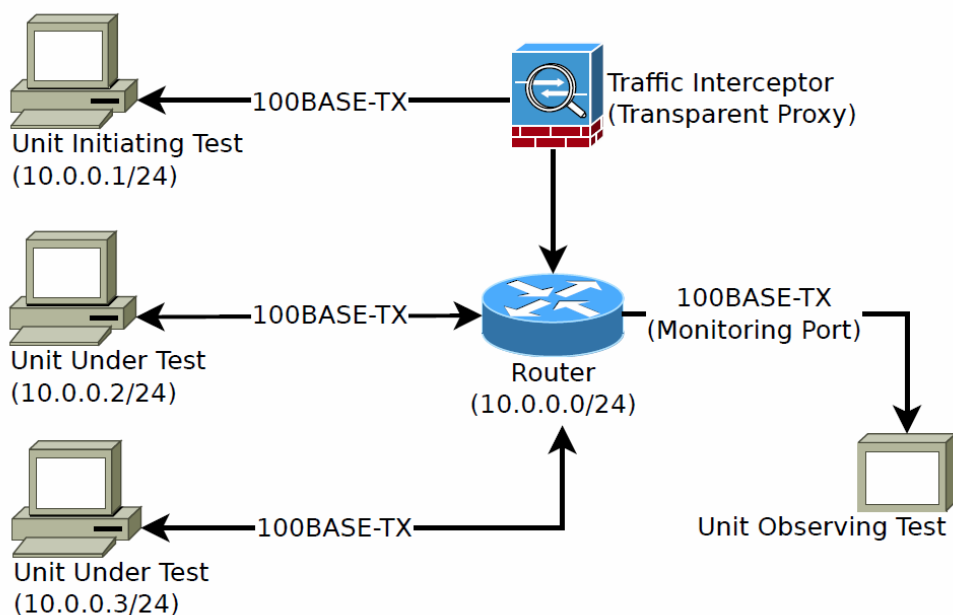 100BASE-TX
Traffic Interceptor
(Transparent Proxy)
Unit Initiating Test
(10.0.0.1/24)
100BASE-TX
100BASE-TX
(Monitoring Port)
Unit Under Test
(10.0.0.2/24)
Router
(10.0.0.0/24)
100BASE-TX
Unit Observing Test
Unit Under Test
(10.0.0.3/24)